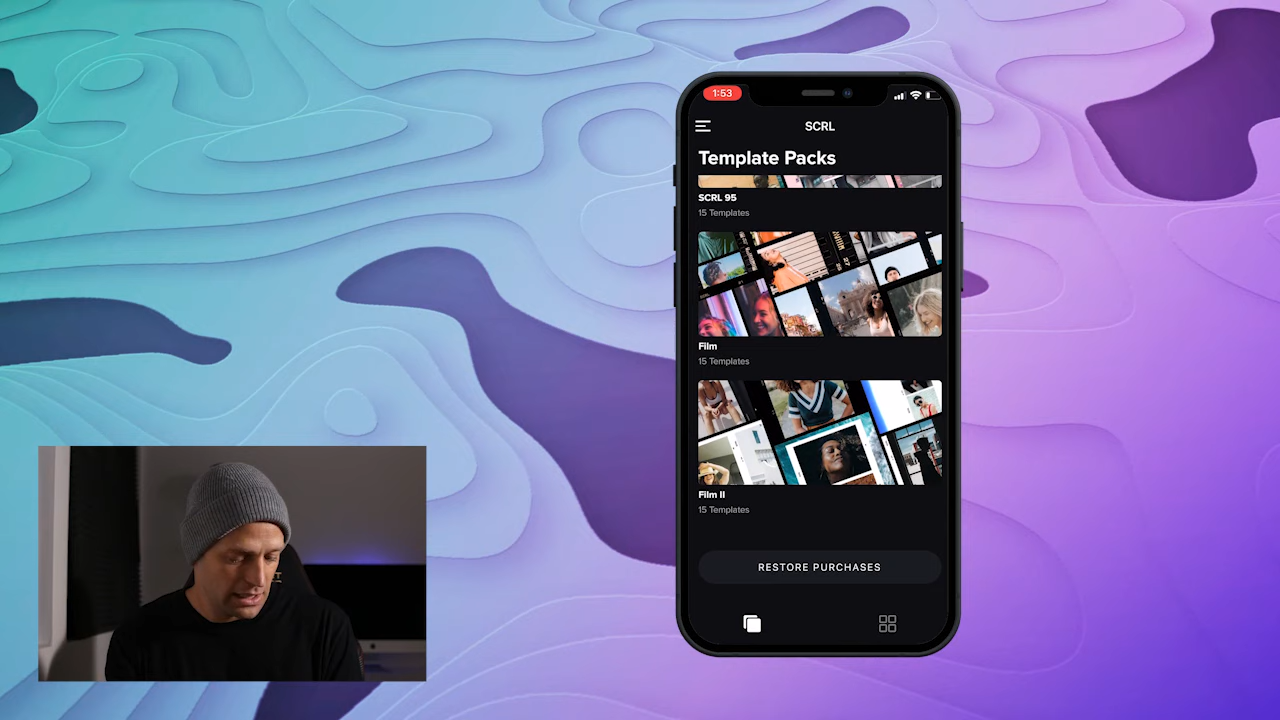 1:53
SCRL
Template Packs
SCRL 95
15 Templates
Film
15 Templates
Film II
15 Templates
RESTORE PURCHASES